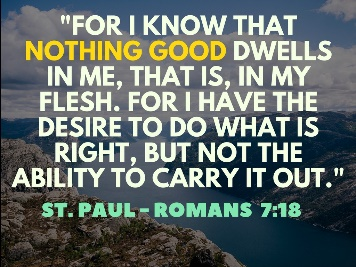 "FOR I KNOW THAT
NOTHING GOOD DWELLS
IN ME, THAT IS, IN MY
FLESH. FOR I HAVE THE
DESIRE TO DO WHAT IS
RIGHT, BUT NOT THE
ABILITY TO CARRY IT OUT."
ST. PAUL - ROMANS 7:18